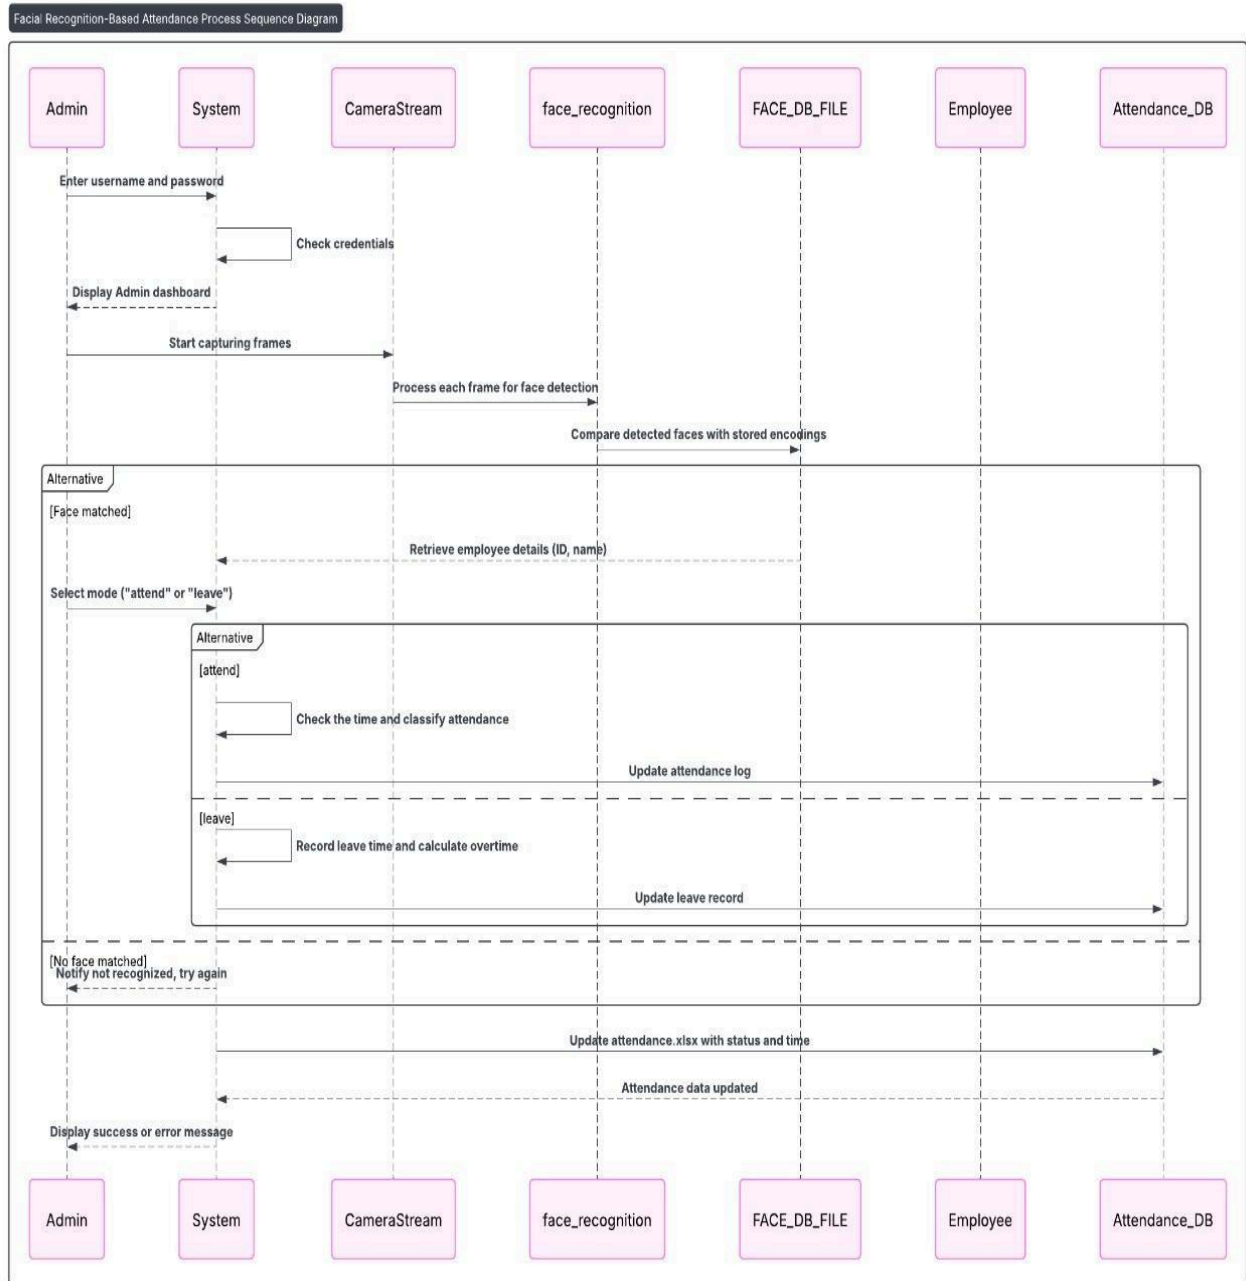 Facial Recognition-Based Attendance Process Sequence Diagram
Admin
System
CameraStream
face_recognition
FACE_DB_FILE
Employee
Attendance_DB
Enter username and password
Check credentials
Display Admin dashboard
Start capturing frames
Process each frame for face detection
Compare detected faces with stored encodings
Alternative
[Face matched]
Retrieve employee details (ID, name)
Select mode ("attend" or "leave")
Alternative
[attend]
Check the time and classify attendance
Update attendance log
[leave]
Record leave time and calculate overtime
Update leave record
[No face matched]
Notify not recognized, try again
Update attendance.xlsx with status and time
Attendance data updated
Display success or error message
Admin
System
CameraStream
face_recognition
FACE_DB_FILE
Employee
Attendance_DB